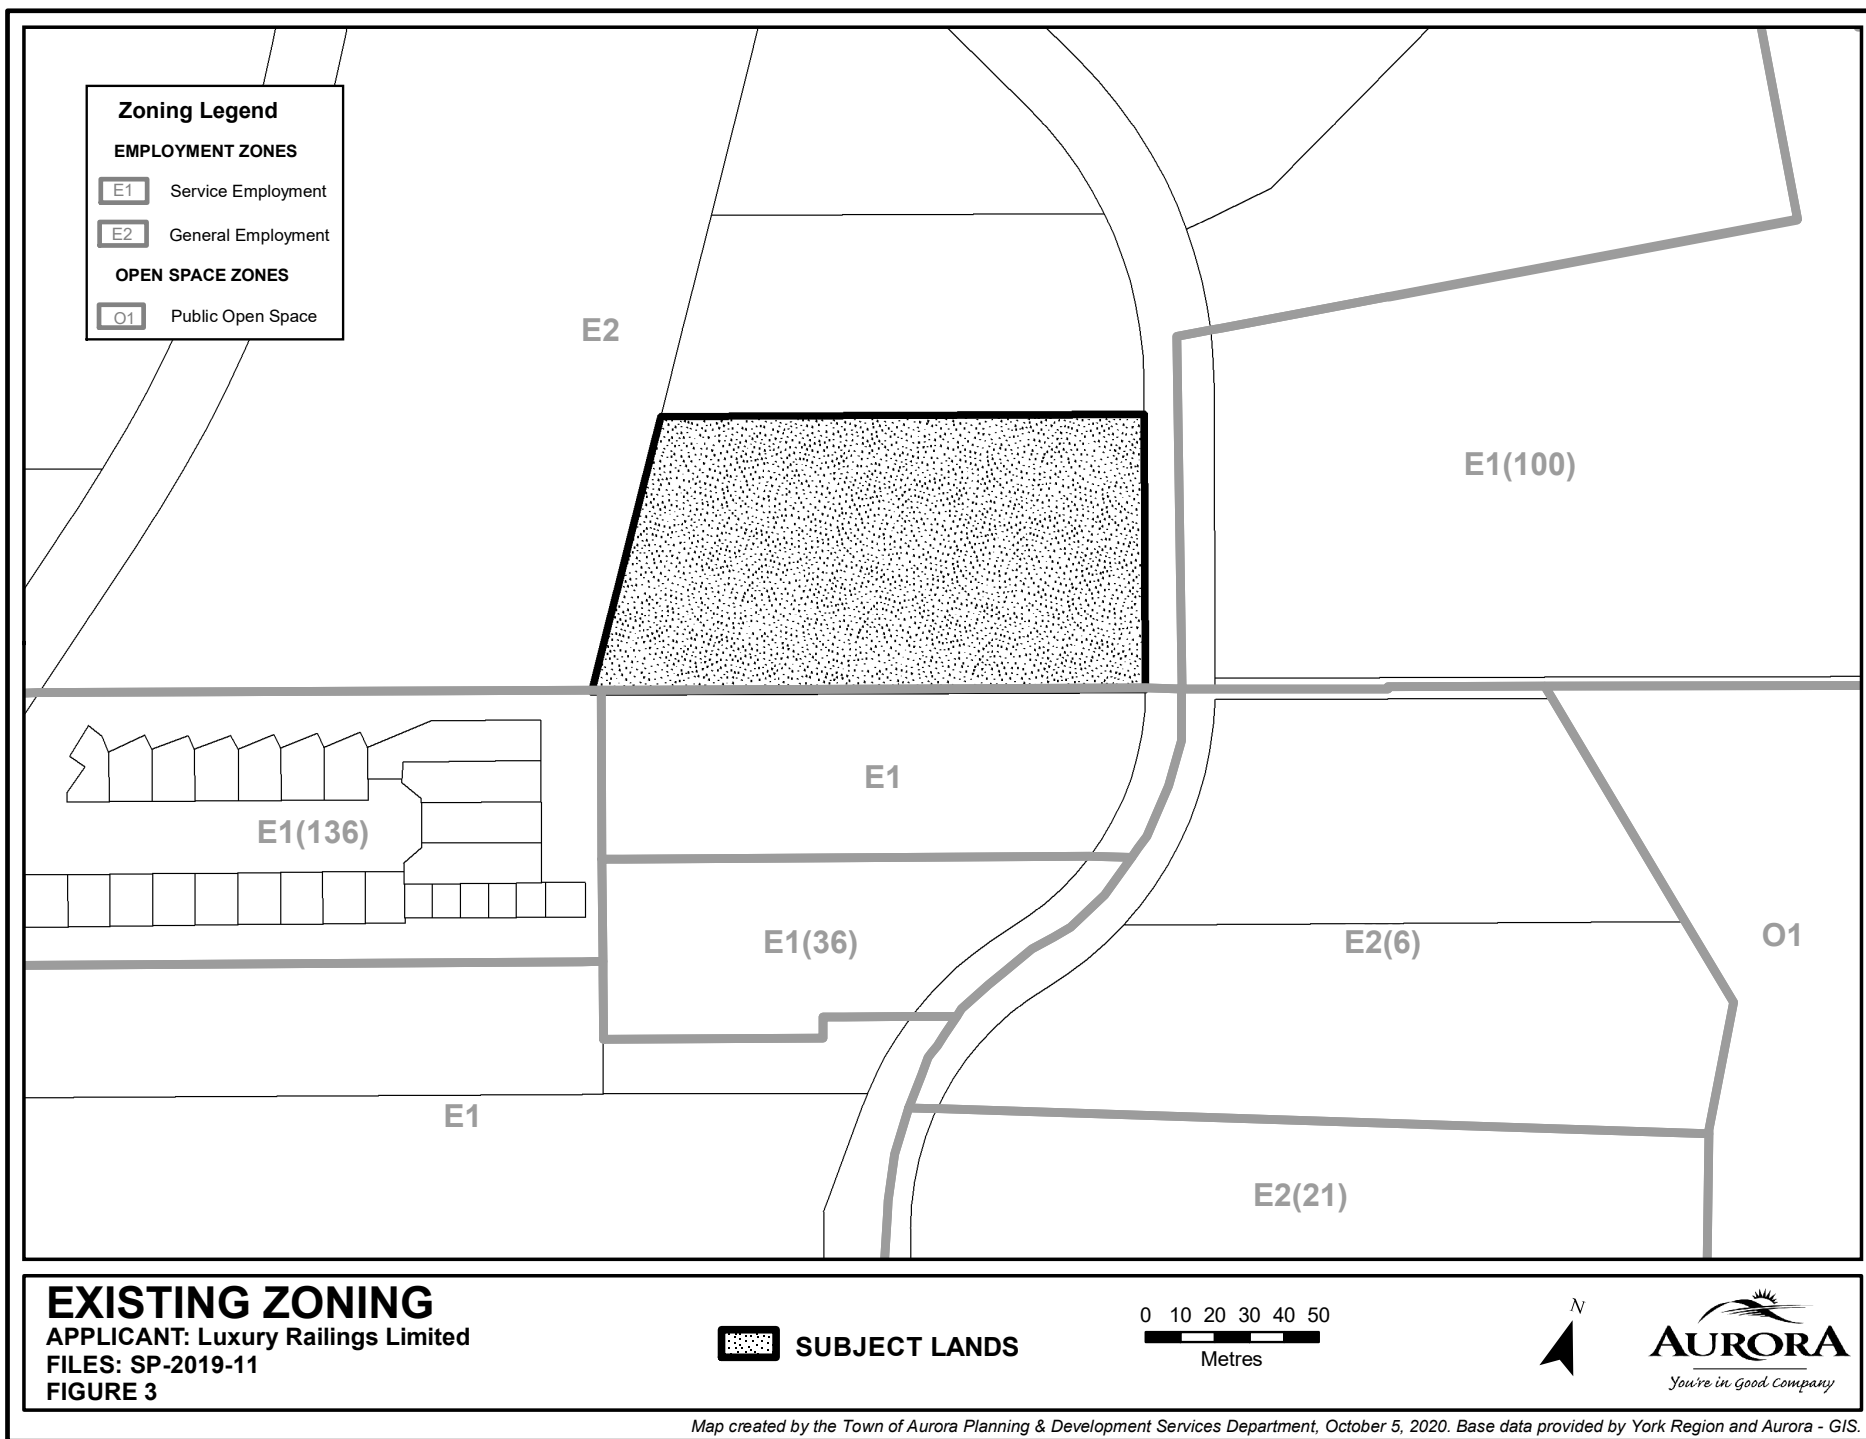 Zoning Legend
EMPLOYMENT ZONES
E1 Service Employment
E2 General Employment
OPEN SPACE ZONES
O1 Public Open Space
E2
E1(100)
E1
E1(136)
E1(36)
E2(6)
O1
E1
E2(21)
EXISTING ZONING
APPLICANT: Luxury Railings Limited
FILES: SP-2019-11
FIGURE 3
SUBJECT LANDS
0 10 20 30 40 50
Metres
N
AURORA
You're in Good Company
Map created by the Town of Aurora Planning & Development Services Department, October 5, 2020. Base data provided by York Region and Aurora - GIS.